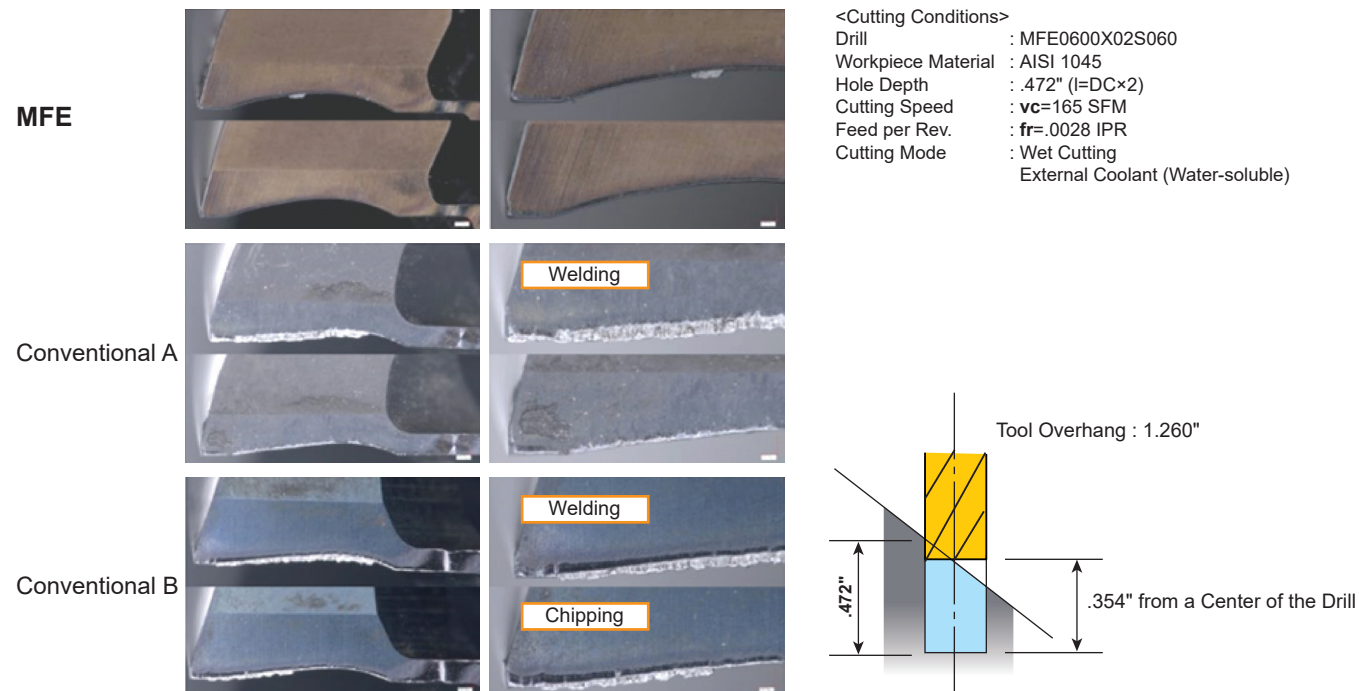 MFE
Conventional A
Welding
Conventional B
Welding
Chipping
<Cutting Conditions>
Drill : MFE0600X02S060
Workpiece Material : AISI 1045
Hole Depth : .472" (l=DC×2)
Cutting Speed : vc=165 SFM
Feed per Rev. : fr=.0028 IPR
Cutting Mode : Wet Cutting
External Coolant (Water-soluble)
Tool Overhang : 1.260"
.472"
.354" from a Center of the Drill